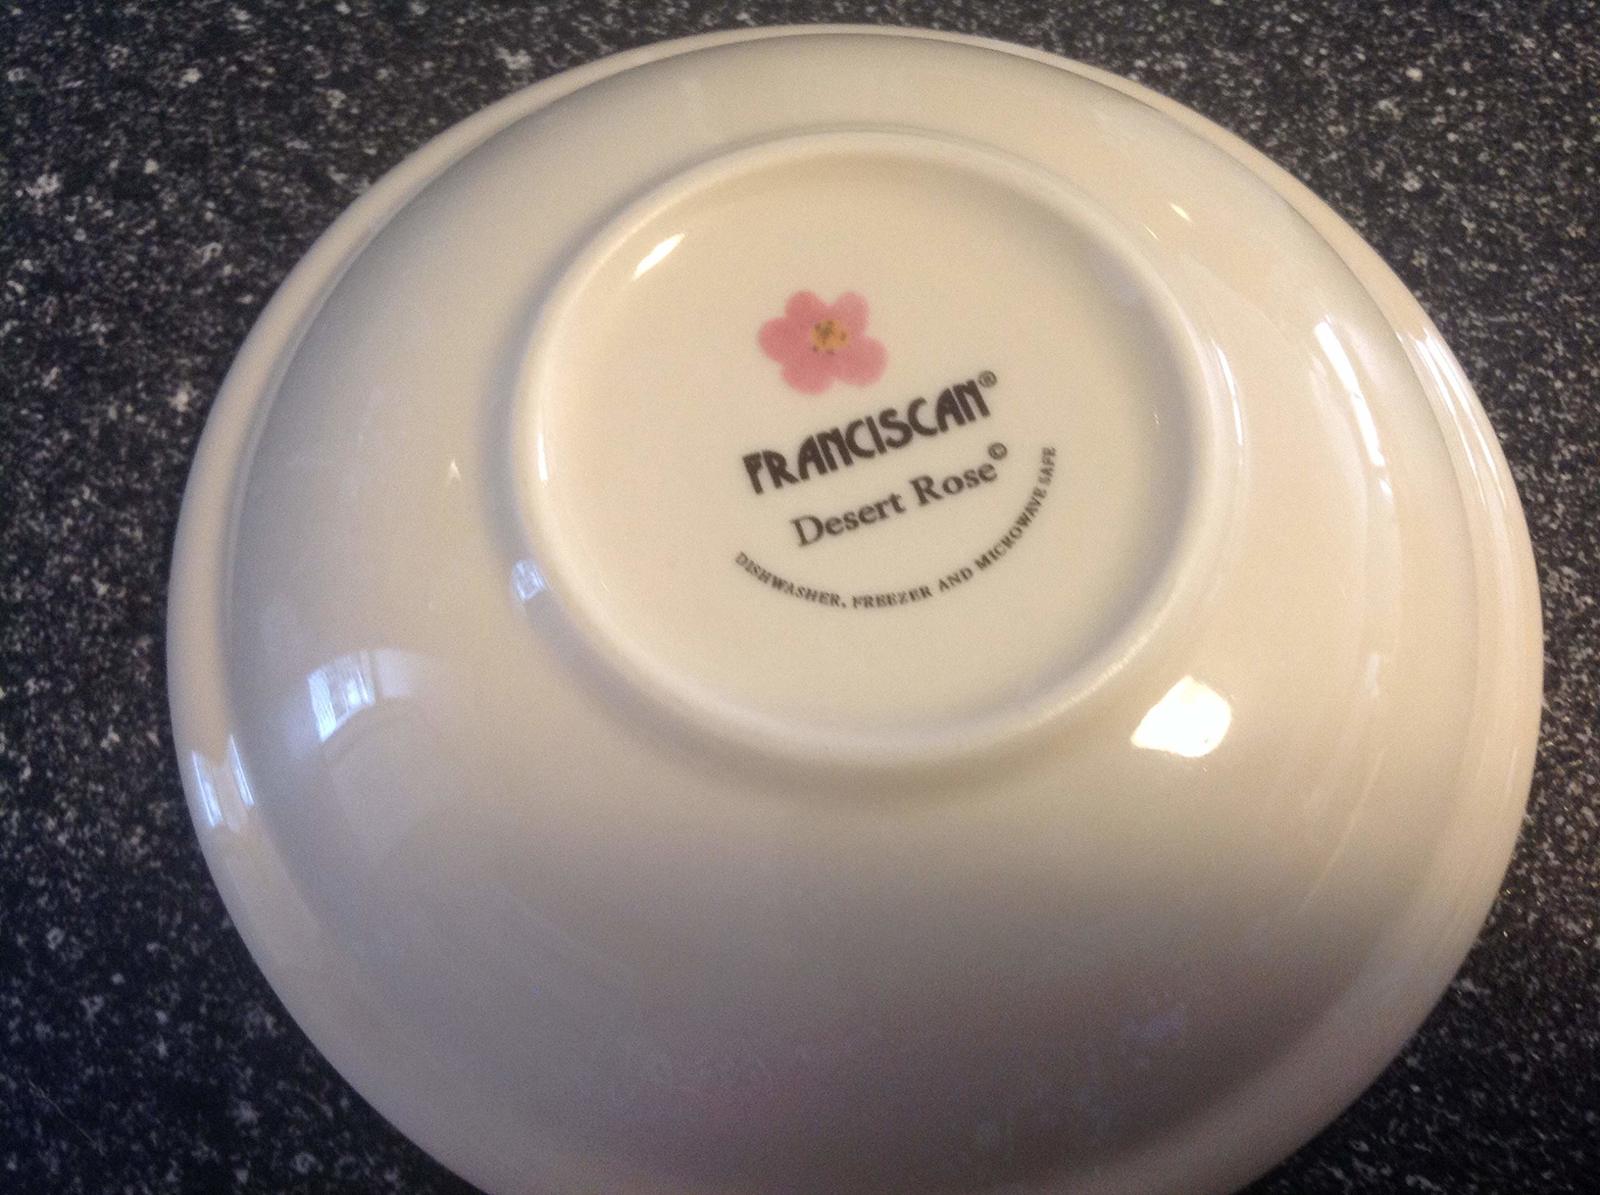 FRANCISCAN®
Desert Rose©
DISHWASHER, FREEZER AND MICROWAVE SAFE